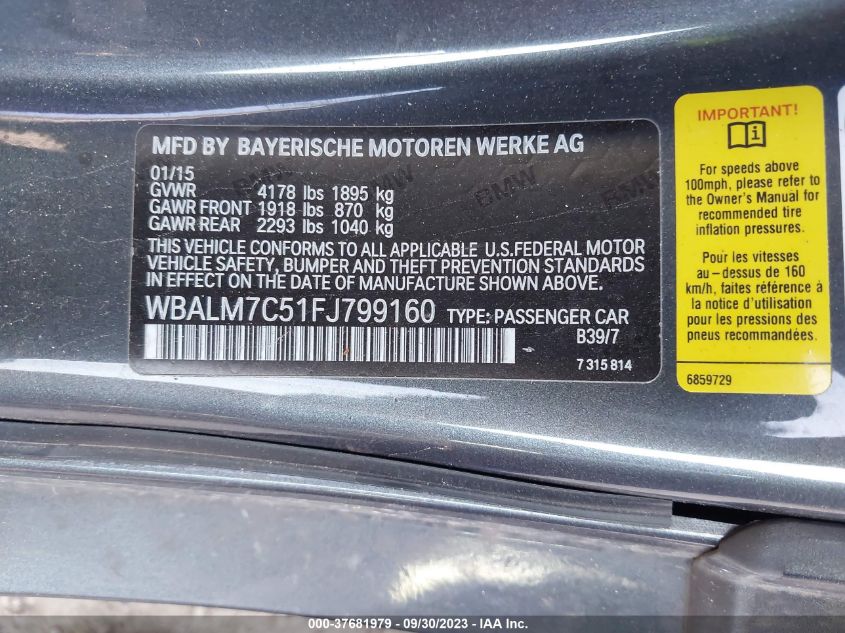 MFD BY BAYERISCHE MOTOREN WERKE AG
01/15
GVWR 4178 lbs 1895 kg
GAWR FRONT 1918 lbs 870 kg
GAWR REAR 2293 lbs 1040 kg
THIS VEHICLE CONFORMS TO ALL APPLICABLE U.S.FEDERAL MOTOR
VEHICLE SAFETY, BUMPER AND THEFT PREVENTION STANDARDS
IN EFFECT ON THE DATE OF MANUFACTURE SHOWN ABOVE.
WBALM7C51FJ799160 TYPE: PASSENGER CAR
B39/7
7 315 814
BMW
BMW
BMW
BMW
IMPORTANT!
i
For speeds above
100mph, please refer to
the Owner's Manual for
recommended tire
inflation pressures.
Pour les vitesses
au-dessus de 160
km/h, faites référence à
la notice d'utilisation
pour les pressions des
pneus recommandées.
6859729
000-37681979 - 09/30/2023 - IAA Inc.